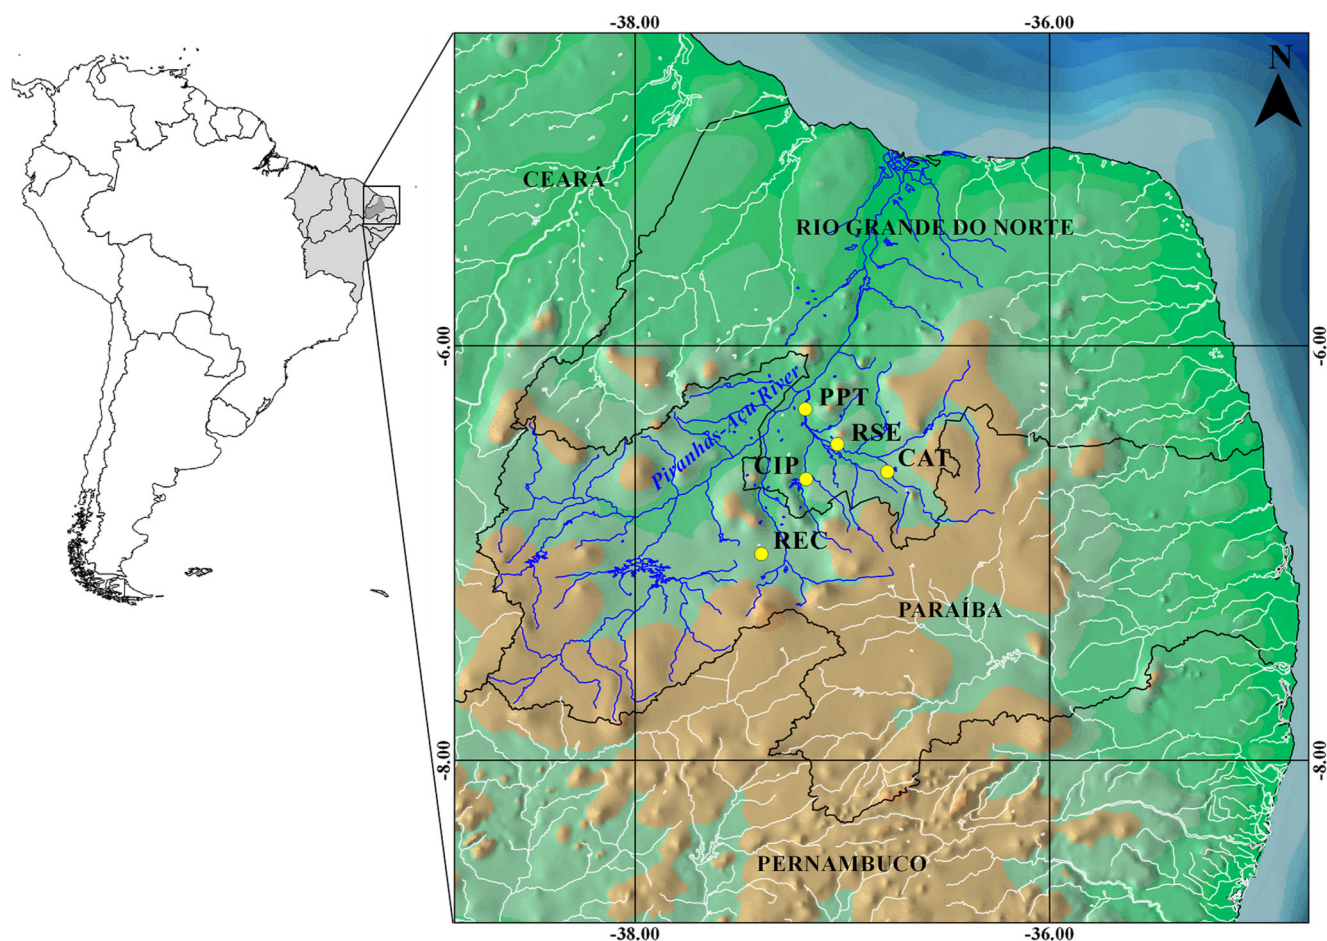 -38.00
-36.00
N
CEARÁ
RIO GRANDE DO NORTE
-6.00
-6.00
Piranhas-Açu River
PPT
RSE
CIP
CAT
REC
PARAÍBA
-8.00
-8.00
PERNAMBUCO
-38.00
-36.00